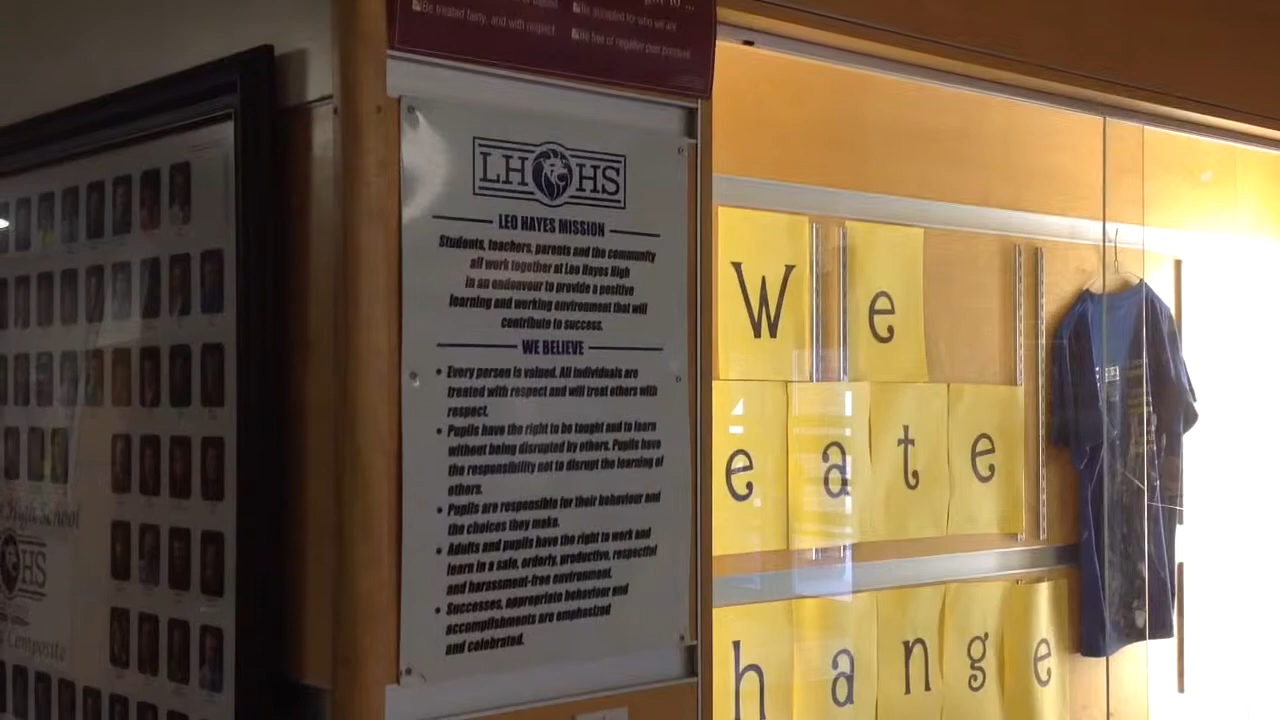 Be treated fairly, and with respect
Be accepted for who we are
Be free of negative peer pressure
LHHS
LEO HAYES MISSION
Students, teachers, parents and the community
all work together at Leo Hayes High
in an endeavour to provide a positive
learning and working environment that will
contribute to success.
WE BELIEVE
• Every person is valued. All individuals are
treated with respect and will treat others with
respect.
• Pupils have the right to be taught and to learn
without being disrupted by others. Pupils have
the responsibility not to disrupt the learning of
others.
• Pupils are responsible for their behaviour and
the choices they make.
• Adults and pupils have the right to work and
learn in a safe, orderly, productive, respectful
and harassment-free environment.
• Successes, appropriate behaviour and
accomplishments are emphasized
and celebrated.
We
eate
hange
High School
HS
Composite